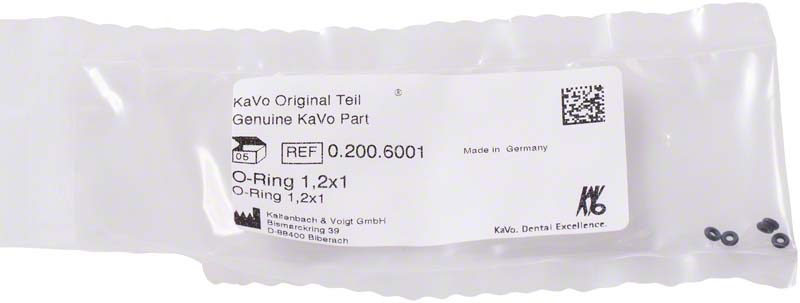 KaVo Original Teil ®
Genuine KaVo Part
05 REF 0.200.6001 Made in Germany
O-Ring 1,2x1
O-Ring 1,2x1
Kaltenbach & Voigt GmbH
Bismarckring 39
D-88400 Biberach
KAVO
KaVo. Dental Excellence.